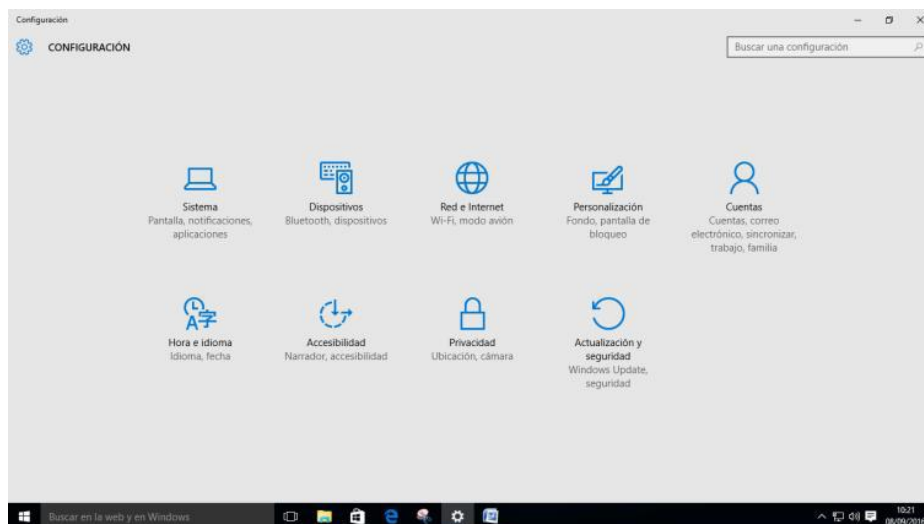 Configuración
CONFIGURACIÓN
Buscar una configuración
Sistema
Pantalla, notificaciones,
aplicaciones
Dispositivos
Bluetooth, dispositivos
Red e Internet
Wi-Fi, modo avión
Personalización
Fondo, pantalla de
bloqueo
Cuentas
Cuentas, correo
electrónico, sincronizar,
trabajo, familia
Hora e idioma
Idioma, fecha
Accesibilidad
Narrador, accesibilidad
Privacidad
Ubicación, cámara
Actualización y
seguridad
Windows Update,
seguridad
Buscar en la web y en Windows
10:21